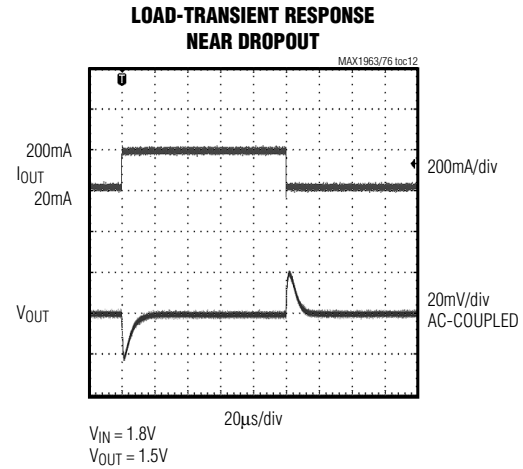 LOAD-TRANSIENT RESPONSE
NEAR DROPOUT
MAX1963/76 toc12
T
200mA
IOUT
20mA
200mA/div
VOUT
20mV/div
AC-COUPLED
20µs/div
VIN = 1.8V
VOUT = 1.5V